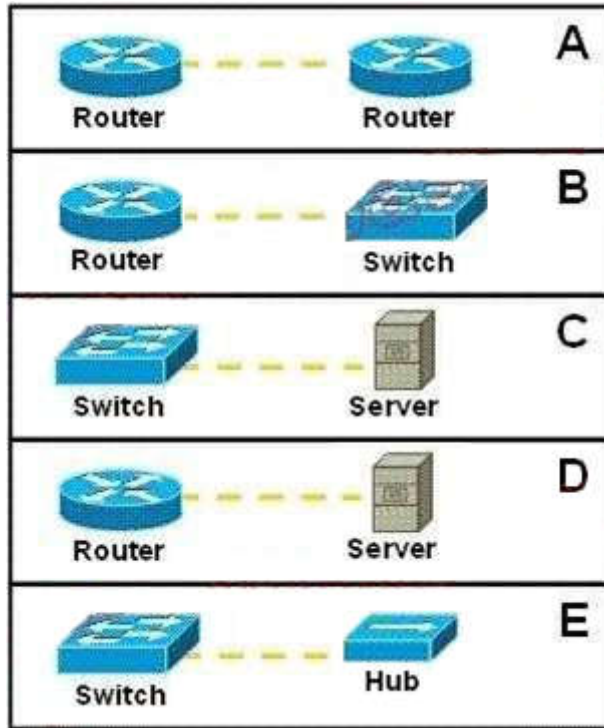 A
Router Router
B
Router Switch
C
Switch Server
D
Router Server
E
Switch Hub